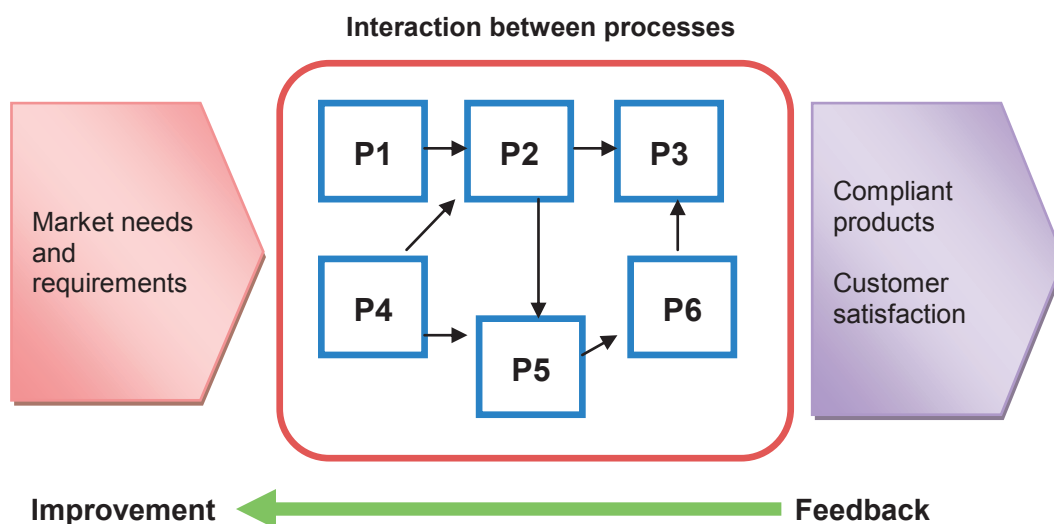 Interaction between processes
Market needs
and
requirements
P1
P2
P3
P4
P5
P6
Compliant
products
Customer
satisfaction
Improvement
Feedback